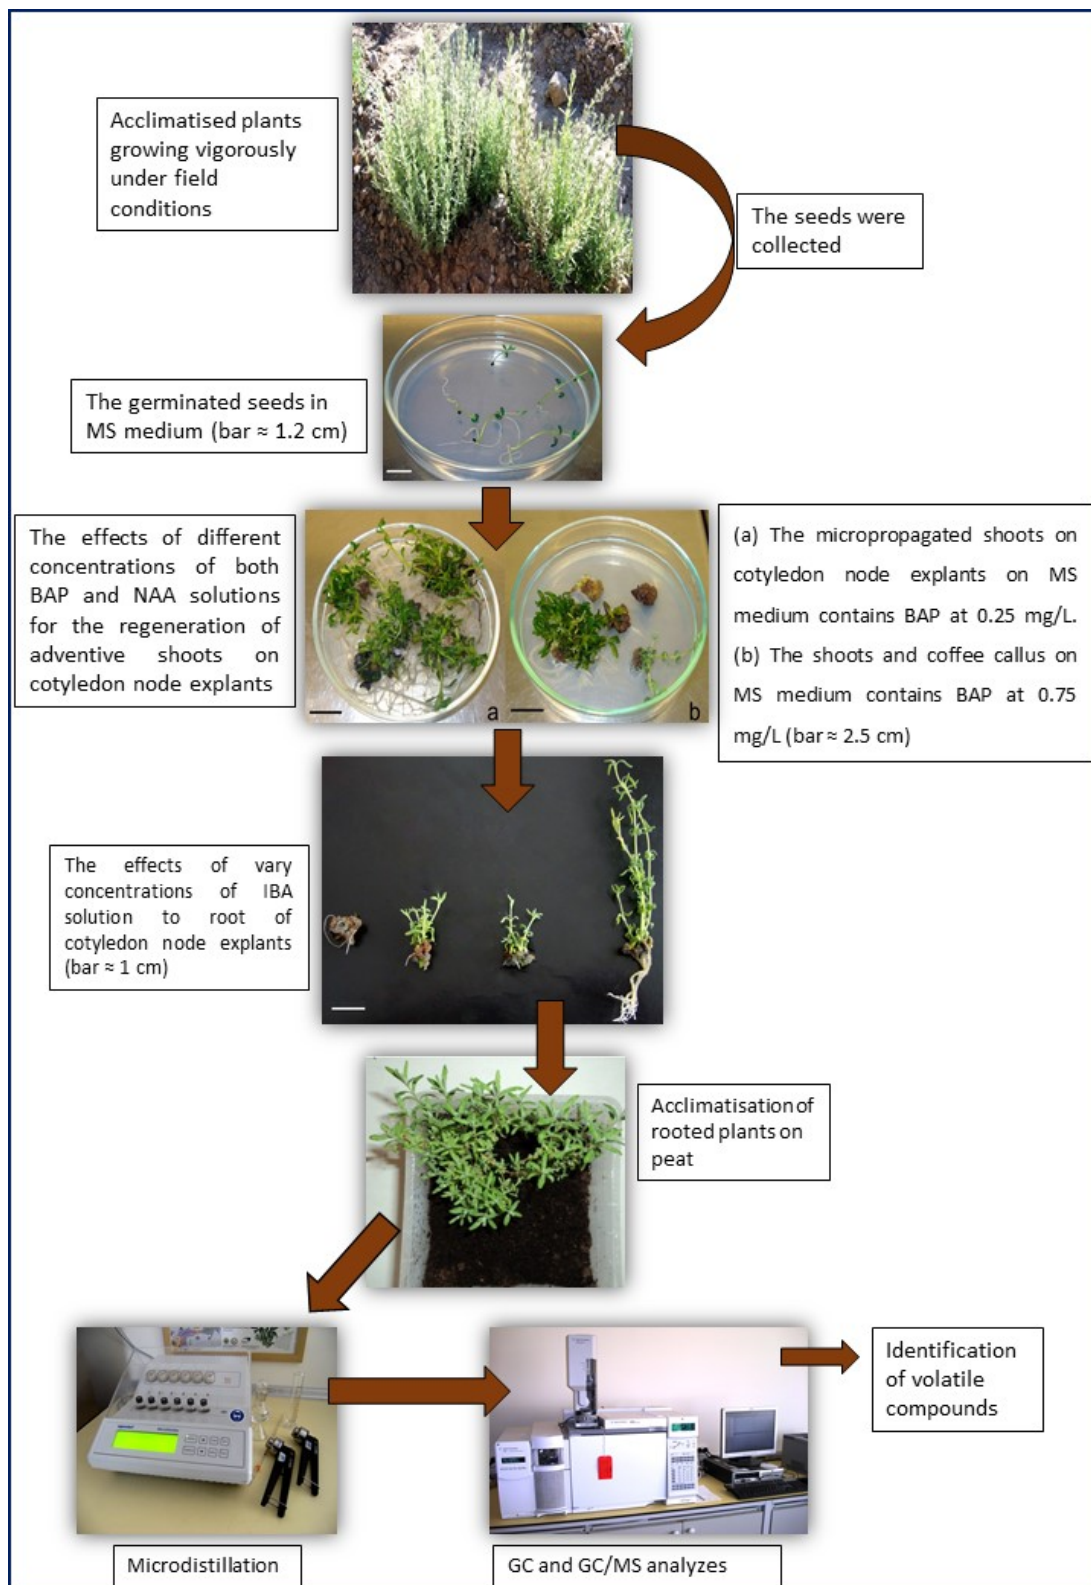 Acclimatised plants
growing vigorously
under field
conditions
The seeds were
collected
The germinated seeds in
MS medium (bar ≈ 1.2 cm)
The effects of different
concentrations of both
BAP and NAA solutions
for the regeneration of
adventive shoots on
cotyledon node explants
a
b
(a) The micropropagated shoots on
cotyledon node explants on MS
medium contains BAP at 0.25 mg/L.
(b) The shoots and coffee callus on
MS medium contains BAP at 0.75
mg/L (bar ≈ 2.5 cm)
The effects of vary
concentrations of IBA
solution to root of
cotyledon node explants
(bar ≈ 1 cm)
Acclimatisation of
rooted plants on
peat
Identification
of volatile
compounds
Microdistillation
GC and GC/MS analyzes